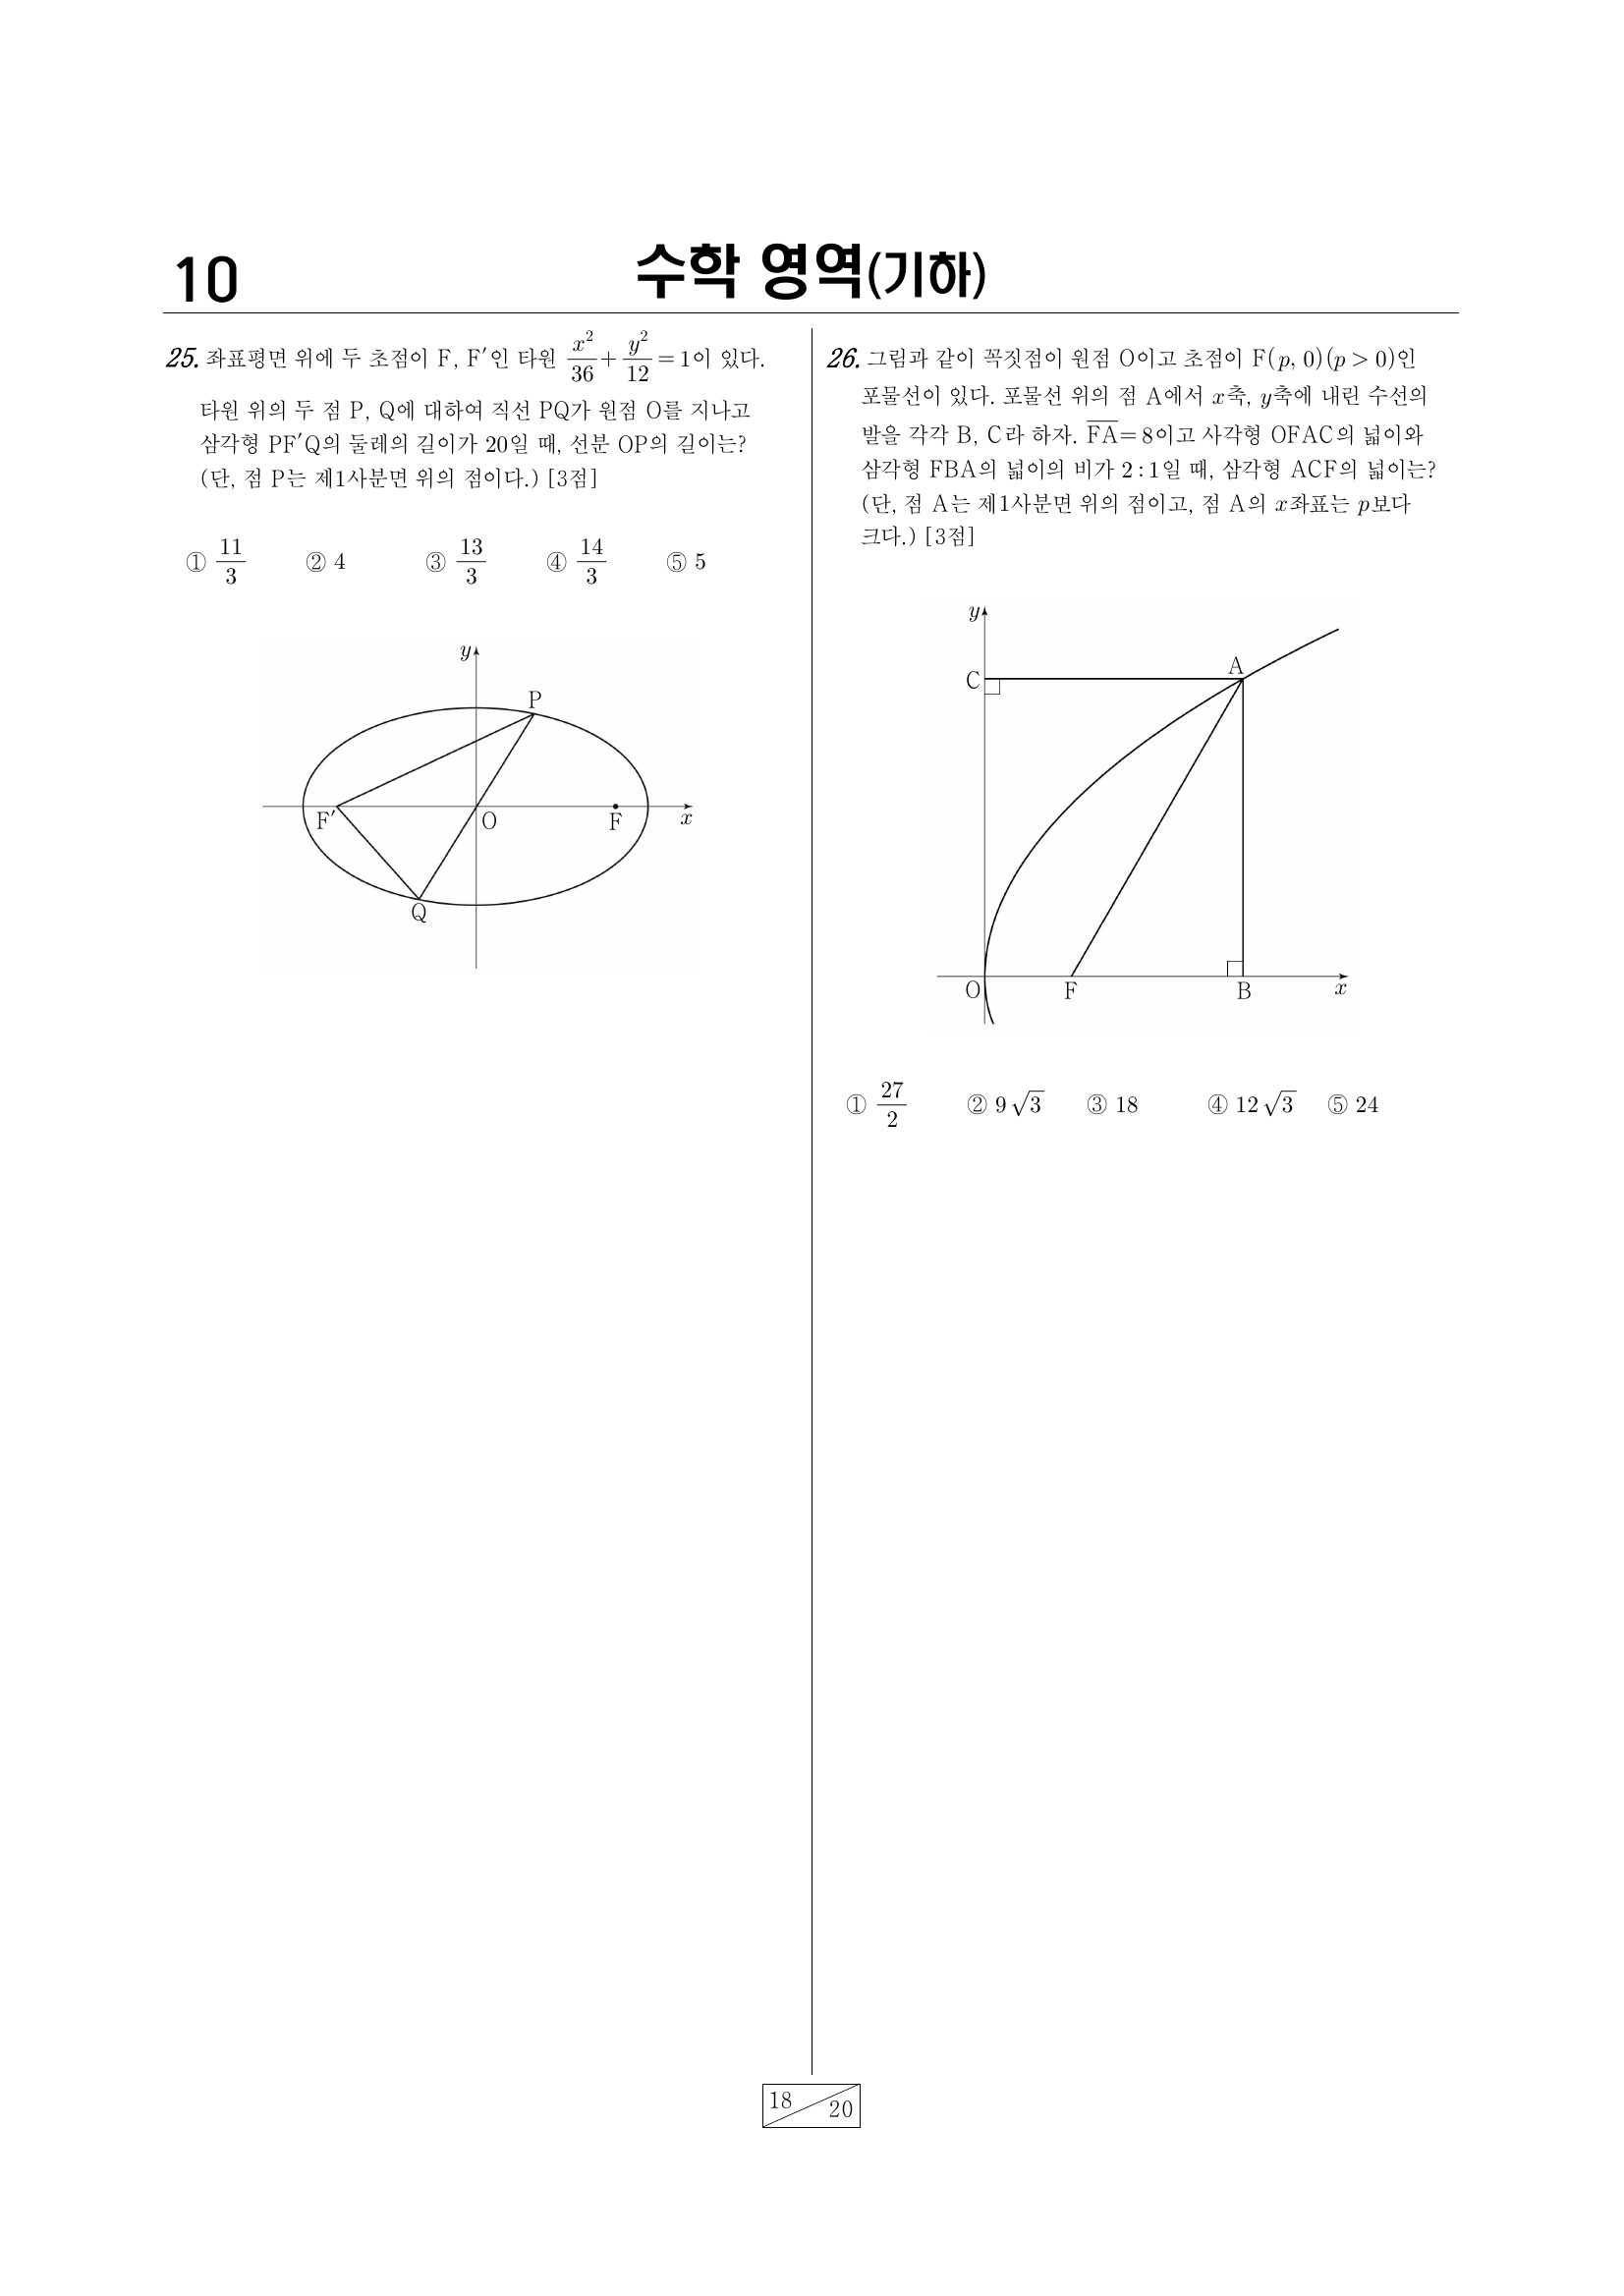 10
수학 영역(기하)
25. 좌표평면 위에 두 초점이 F, F′인 타원 x²/36 + y²/12 = 1이 있다.
타원 위의 두 점 P, Q에 대하여 직선 PQ가 원점 O를 지나고
삼각형 PF′Q의 둘레의 길이가 20일 때, 선분 OP의 길이는?
(단, 점 P는 제1사분면 위의 점이다.) [3점]
① 11/3 ② 4 ③ 13/3 ④ 14/3 ⑤ 5
y
P
F′ O F x
Q
26. 그림과 같이 꼭짓점이 원점 O이고 초점이 F(p, 0)(p > 0)인
포물선이 있다. 포물선 위의 점 A에서 x축, y축에 내린 수선의
발을 각각 B, C라 하자. F̅A̅ = 8이고 사각형 OFAC의 넓이와
삼각형 FBA의 넓이의 비가 2 : 1일 때, 삼각형 ACF의 넓이는?
(단, 점 A는 제1사분면 위의 점이고, 점 A의 x좌표는 p보다
크다.) [3점]
y
C A
O F B x
① 27/2 ② 9√3 ③ 18 ④ 12√3 ⑤ 24
18 20